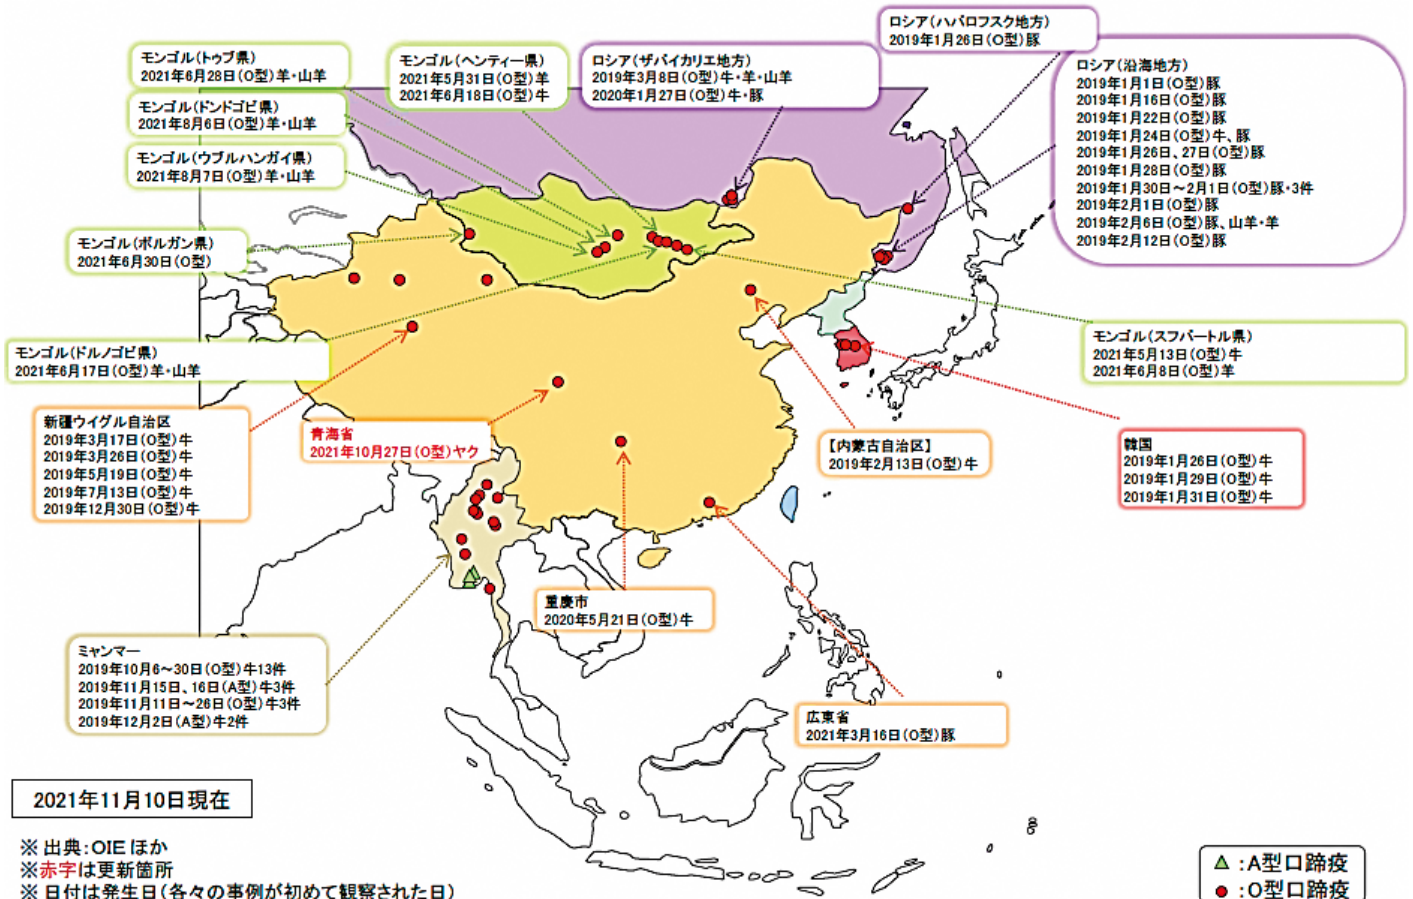 ロシア(ハバロフスク地方)
2019年1月26日(O型)豚
モンゴル(トゥブ県)
2021年6月28日(O型)羊・山羊
モンゴル(ヘンティー県)
2021年5月31日(O型)羊
2021年6月18日(O型)牛
ロシア(ザバイカリエ地方)
2019年3月8日(O型)牛・羊・山羊
2020年1月27日(O型)牛・豚
ロシア(沿海地方)
2019年1月1日(O型)豚
2019年1月16日(O型)豚
2019年1月22日(O型)豚
2019年1月24日(O型)牛、豚
2019年1月26日、27日(O型)豚
2019年1月28日(O型)豚
2019年1月30日～2月1日(O型)豚・3件
2019年2月1日(O型)豚
2019年2月6日(O型)豚、山羊・羊
2019年2月12日(O型)豚
モンゴル(ドンドゴビ県)
2021年8月6日(O型)羊・山羊
モンゴル(ウブルハンガイ県)
2021年8月7日(O型)羊・山羊
モンゴル(ボルガン県)
2021年6月30日(O型)
モンゴル(ドルノゴビ県)
2021年6月17日(O型)羊・山羊
モンゴル(スフバートル県)
2021年5月13日(O型)牛
2021年6月8日(O型)羊
新疆ウイグル自治区
2019年3月17日(O型)牛
2019年3月26日(O型)牛
2019年5月19日(O型)牛
2019年7月13日(O型)牛
2019年12月30日(O型)牛
青海省
2021年10月27日(O型)ヤク
【内蒙古自治区】
2019年2月13日(O型)牛
韓国
2019年1月26日(O型)牛
2019年1月29日(O型)牛
2019年1月31日(O型)牛
重慶市
2020年5月21日(O型)牛
ミャンマー
2019年10月6～30日(O型)牛13件
2019年11月15日、16日(A型)牛3件
2019年11月11日～26日(O型)牛3件
2019年12月2日(A型)牛2件
広東省
2021年3月16日(O型)豚
2021年11月10日現在
※ 出典:OIE ほか
※赤字は更新箇所
※ 日付は発生日(各々の事例が初めて観察された日)
:A型口蹄疫
:O型口蹄疫